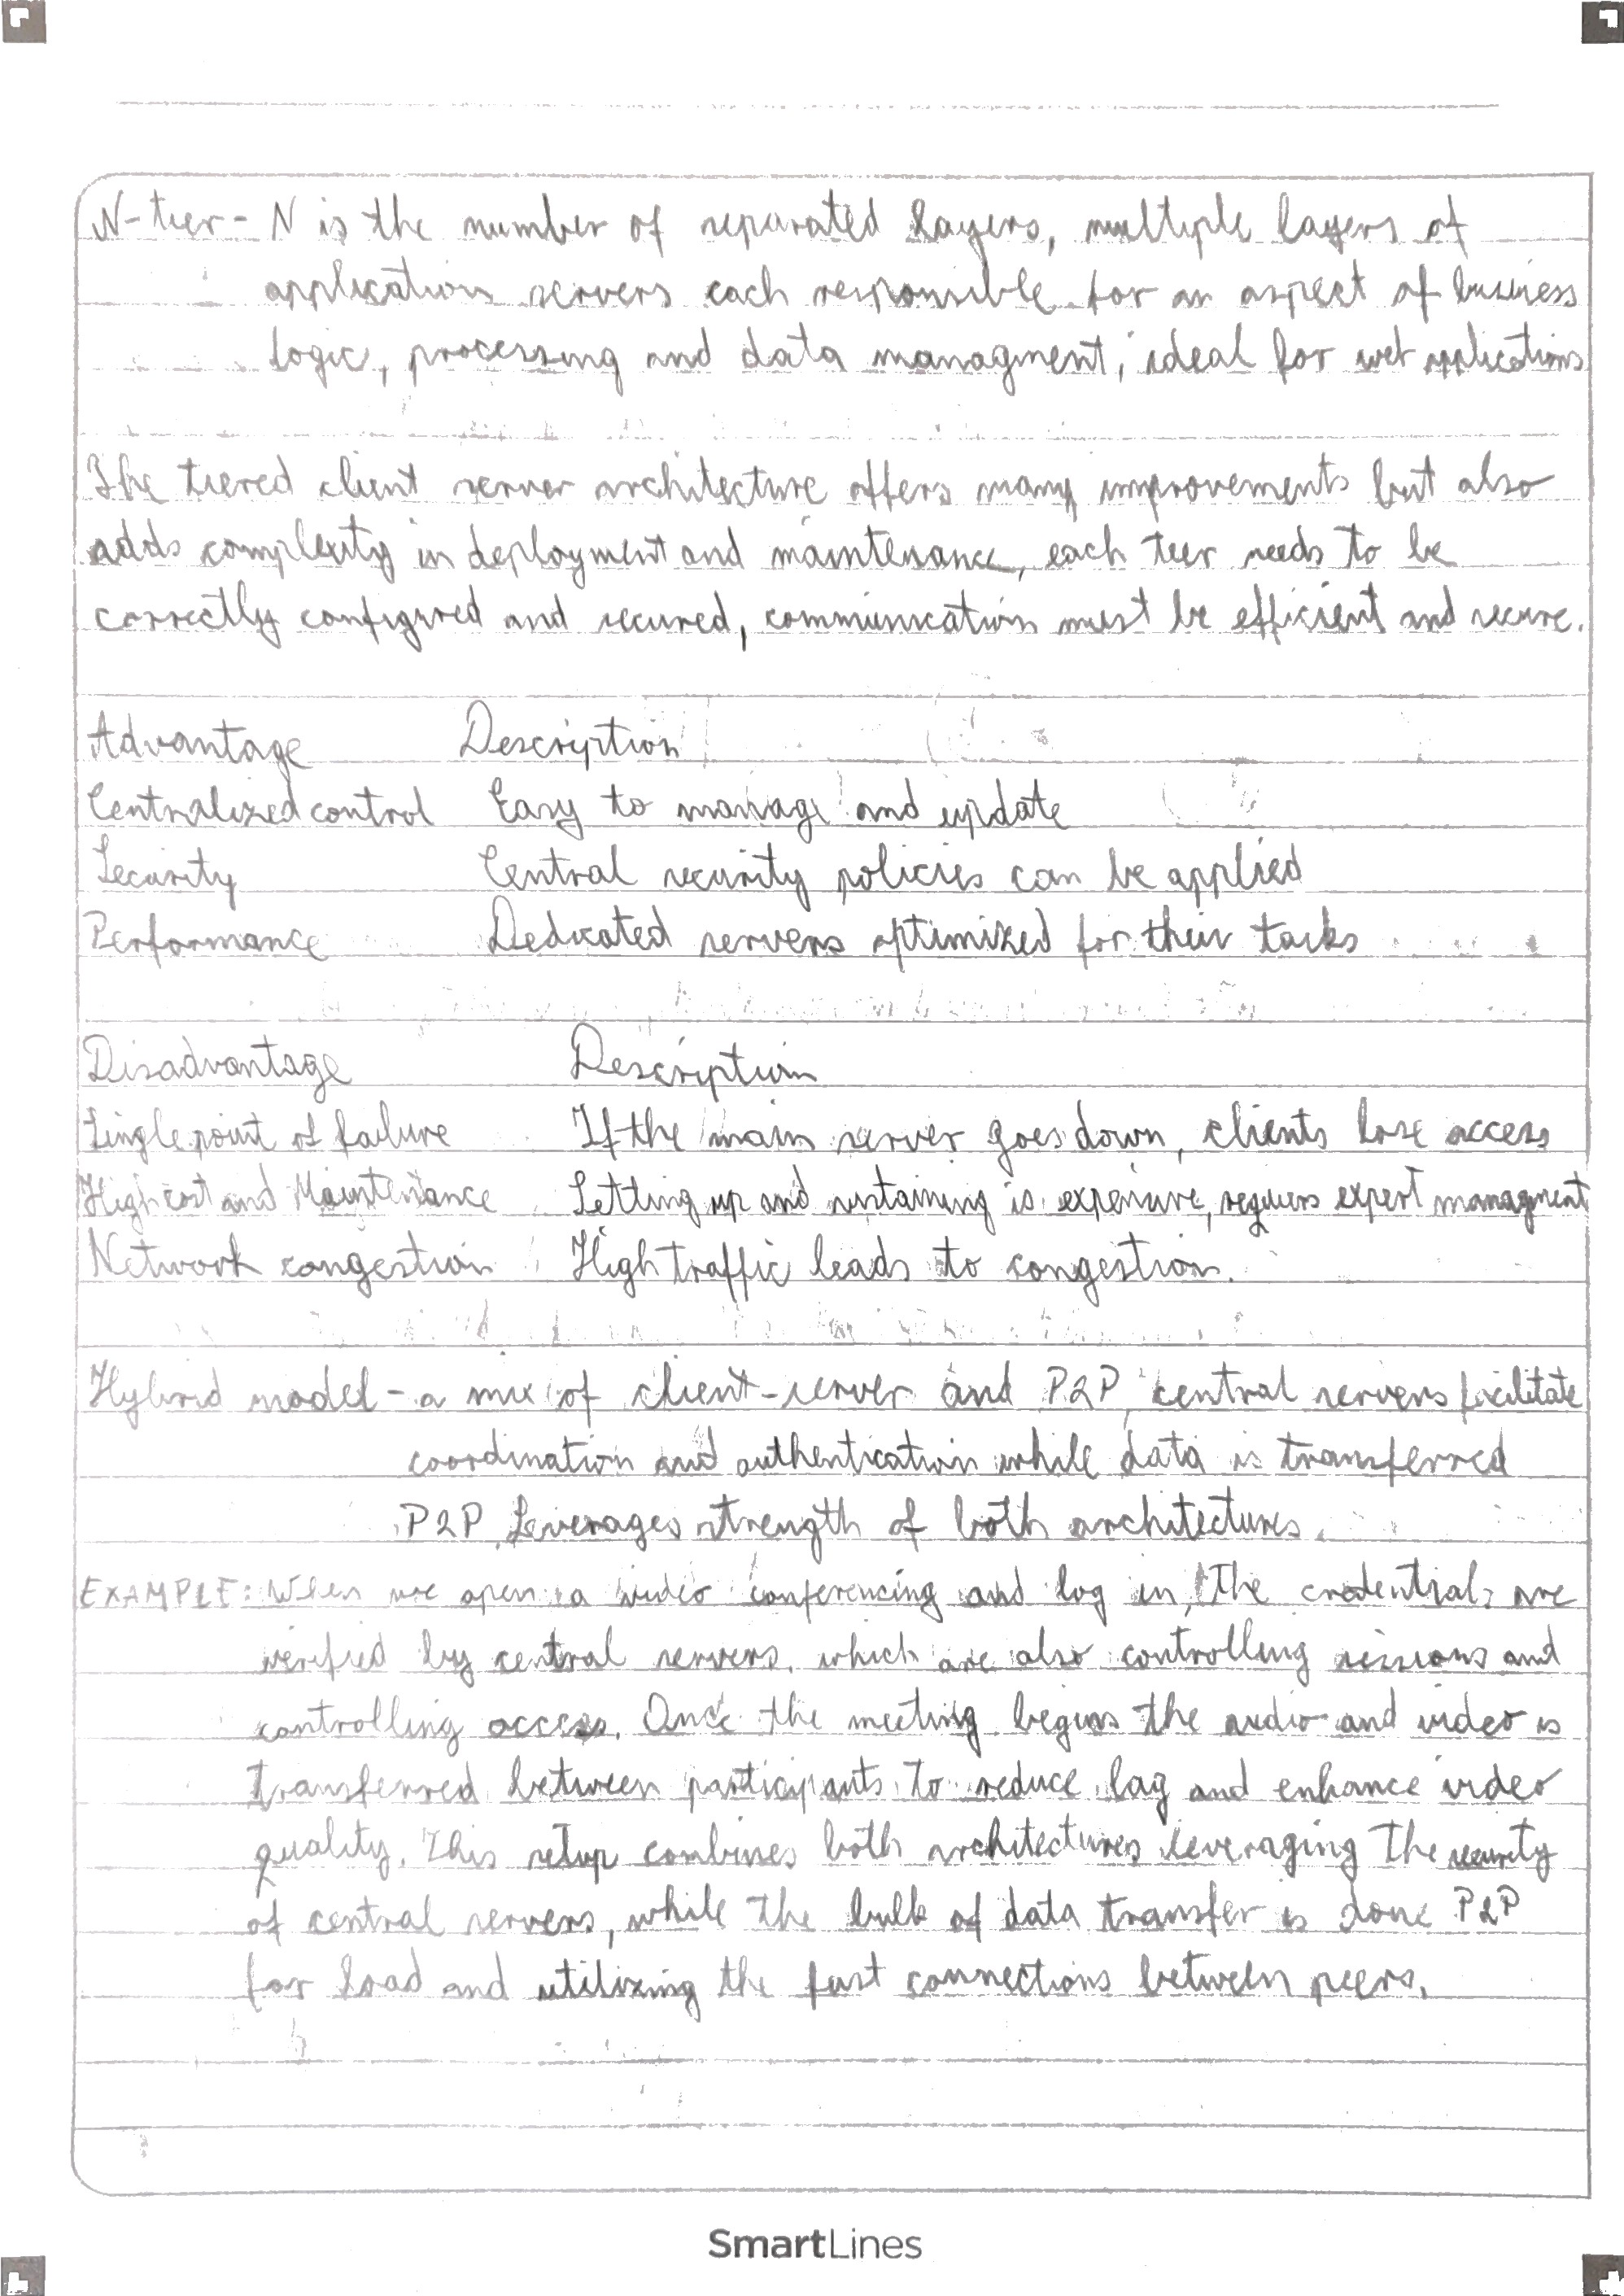 N-tier - N is the number of separated layers, multiple layers of
applications servers each responsible for an aspect of business
logic, processing and data managment, ideal for web applications
The tiered client server architecture offers many improvements but also
adds complexity in deployment and maintenance, each tier needs to be
correctly configured and secured, communication must be efficient and secure.
Advantage Description
Centralized control Easy to manage and update
Security Central security policies can be applied
Performance Dedicated servers optimized for their tasks
Disadvantage Description
Single point of failure If the main server goes down, clients lose access
High cost and Maintenance Setting up and sustaining is expensive, requiers expert managment
Network congestion High traffic leads to congestion.
Hybrid model - a mix of client-server and P2P, central servers facilitate
coordination and authentication while data is transferred
P2P. Leverages strength of both architectures.
EXAMPLE: When we open a video conferencing and log in, the credentials are
verified by central servers, which are also controlling sessions and
controlling access. Once the meeting begins the audio and video is
transferred between participants to reduce lag and enhance video
quality. This setup combines both architectures leveraging the security
of central servers, while the bulk of data transfer is done P2P
for load and utilizing the fast connections between peers.
SmartLines